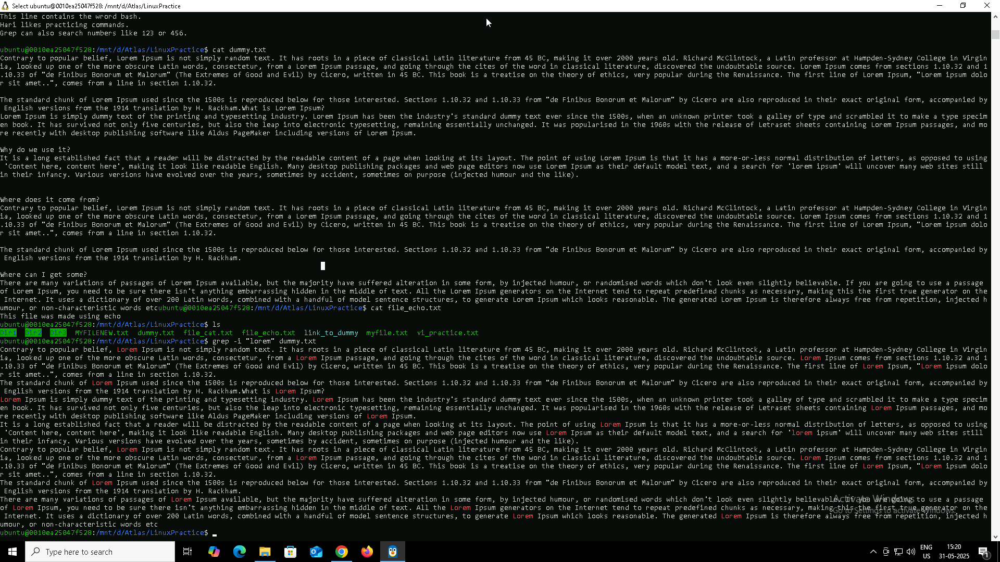 Select ubuntu@0010ea25047f528: /mnt/d/Atlas/LinuxPractice
This line contains the wrord bash.
Hari likes practicing commands.
Grep can also search numbers like 123 or 456.
ubuntu@0010ea25047f528:/mnt/d/Atlas/LinuxPractice$ cat dummy.txt
Contrary to popular belief, Lorem Ipsum is not simply random text. It has roots in a piece of classical Latin literature from 45 BC, making it over 2000 years old. Richard McClintock, a Latin professor at Hampden-Sydney College in Virgin
ia, looked up one of the more obscure Latin words, consectetur, from a Lorem Ipsum passage, and going through the cites of the word in classical literature, discovered the undoubtable source. Lorem Ipsum comes from sections 1.10.32 and 1
.10.33 of "de Finibus Bonorum et Malorum" (The Extremes of Good and Evil) by Cicero, written in 45 BC. This book is a treatise on the theory of ethics, very popular during the Renaissance. The first line of Lorem Ipsum, "Lorem ipsum dolo
r sit amet..", comes from a line in section 1.10.32.
The standard chunk of Lorem Ipsum used since the 1500s is reproduced below for those interested. Sections 1.10.32 and 1.10.33 from "de Finibus Bonorum et Malorum" by Cicero are also reproduced in their exact original form, accompanied by
English versions from the 1914 translation by H. Rackham.What is Lorem Ipsum?
Lorem Ipsum is simply dummy text of the printing and typesetting industry. Lorem Ipsum has been the industry's standard dummy text ever since the 1500s, when an unknown printer took a galley of type and scrambled it to make a type specim
en book. It has survived not only five centuries, but also the leap into electronic typesetting, remaining essentially unchanged. It was popularised in the 1960s with the release of Letraset sheets containing Lorem Ipsum passages, and mo
re recently with desktop publishing software like Aldus PageMaker including versions of Lorem Ipsum.
Why do we use it?
It is a long established fact that a reader will be distracted by the readable content of a page when looking at its layout. The point of using Lorem Ipsum is that it has a more-or-less normal distribution of letters, as opposed to using
'Content here, content here', making it look like readable English. Many desktop publishing packages and web page editors now use Lorem Ipsum as their default model text, and a search for 'lorem ipsum' will uncover many web sites still
in their infancy. Various versions have evolved over the years, sometimes by accident, sometimes on purpose (injected humour and the like).
Where does it come from?
Contrary to popular belief, Lorem Ipsum is not simply random text. It has roots in a piece of classical Latin literature from 45 BC, making it over 2000 years old. Richard McClintock, a Latin professor at Hampden-Sydney College in Virgin
ia, looked up one of the more obscure Latin words, consectetur, from a Lorem Ipsum passage, and going through the cites of the word in classical literature, discovered the undoubtable source. Lorem Ipsum comes from sections 1.10.32 and 1
.10.33 of "de Finibus Bonorum et Malorum" (The Extremes of Good and Evil) by Cicero, written in 45 BC. This book is a treatise on the theory of ethics, very popular during the Renaissance. The first line of Lorem Ipsum, "Lorem ipsum dolo
r sit amet..", comes from a line in section 1.10.32.
The standard chunk of Lorem Ipsum used since the 1500s is reproduced below for those interested. Sections 1.10.32 and 1.10.33 from "de Finibus Bonorum et Malorum" by Cicero are also reproduced in their exact original form, accompanied by
English versions from the 1914 translation by H. Rackham.
Where can I get some?
There are many variations of passages of Lorem Ipsum available, but the majority have suffered alteration in some form, by injected humour, or randomised words which don't look even slightly believable. If you are going to use a passage
of Lorem Ipsum, you need to be sure there isn't anything embarrassing hidden in the middle of text. All the Lorem Ipsum generators on the Internet tend to repeat predefined chunks as necessary, making this the first true generator on the
Internet. It uses a dictionary of over 200 Latin words, combined with a handful of model sentence structures, to generate Lorem Ipsum which looks reasonable. The generated Lorem Ipsum is therefore always free from repetition, injected h
umour, or non-characteristic words etcubuntu@0010ea25047f528:/mnt/d/Atlas/LinuxPractice$ cat file_echo.txt
This file was made using echo
ubuntu@0010ea25047f528:/mnt/d/Atlas/LinuxPractice$ ls
Dir1 Dir2 Dir3 MYFILENEW.txt dummy.txt file_cat.txt file_echo.txt link_to_dummy myfile.txt vi_practice.txt
ubuntu@0010ea25047f528:/mnt/d/Atlas/LinuxPractice$ grep -i "lorem" dummy.txt
Contrary to popular belief, Lorem Ipsum is not simply random text. It has roots in a piece of classical Latin literature from 45 BC, making it over 2000 years old. Richard McClintock, a Latin professor at Hampden-Sydney College in Virgin
ia, looked up one of the more obscure Latin words, consectetur, from a Lorem Ipsum passage, and going through the cites of the word in classical literature, discovered the undoubtable source. Lorem Ipsum comes from sections 1.10.32 and 1
.10.33 of "de Finibus Bonorum et Malorum" (The Extremes of Good and Evil) by Cicero, written in 45 BC. This book is a treatise on the theory of ethics, very popular during the Renaissance. The first line of Lorem Ipsum, "Lorem ipsum dolo
r sit amet..", comes from a line in section 1.10.32.
The standard chunk of Lorem Ipsum used since the 1500s is reproduced below for those interested. Sections 1.10.32 and 1.10.33 from "de Finibus Bonorum et Malorum" by Cicero are also reproduced in their exact original form, accompanied by
English versions from the 1914 translation by H. Rackham.What is Lorem Ipsum?
Lorem Ipsum is simply dummy text of the printing and typesetting industry. Lorem Ipsum has been the industry's standard dummy text ever since the 1500s, when an unknown printer took a galley of type and scrambled it to make a type specim
en book. It has survived not only five centuries, but also the leap into electronic typesetting, remaining essentially unchanged. It was popularised in the 1960s with the release of Letraset sheets containing Lorem Ipsum passages, and mo
re recently with desktop publishing software like Aldus PageMaker including versions of Lorem Ipsum.
It is a long established fact that a reader will be distracted by the readable content of a page when looking at its layout. The point of using Lorem Ipsum is that it has a more-or-less normal distribution of letters, as opposed to using
'Content here, content here', making it look like readable English. Many desktop publishing packages and web page editors now use Lorem Ipsum as their default model text, and a search for 'lorem ipsum' will uncover many web sites still
in their infancy. Various versions have evolved over the years, sometimes by accident, sometimes on purpose (injected humour and the like).
Contrary to popular belief, Lorem Ipsum is not simply random text. It has roots in a piece of classical Latin literature from 45 BC, making it over 2000 years old. Richard McClintock, a Latin professor at Hampden-Sydney College in Virgin
ia, looked up one of the more obscure Latin words, consectetur, from a Lorem Ipsum passage, and going through the cites of the word in classical literature, discovered the undoubtable source. Lorem Ipsum comes from sections 1.10.32 and 1
.10.33 of "de Finibus Bonorum et Malorum" (The Extremes of Good and Evil) by Cicero, written in 45 BC. This book is a treatise on the theory of ethics, very popular during the Renaissance. The first line of Lorem Ipsum, "Lorem ipsum dolo
r sit amet..", comes from a line in section 1.10.32.
The standard chunk of Lorem Ipsum used since the 1500s is reproduced below for those interested. Sections 1.10.32 and 1.10.33 from "de Finibus Bonorum et Malorum" by Cicero are also reproduced in their exact original form, accompanied by
English versions from the 1914 translation by H. Rackham.
There are many variations of passages of Lorem Ipsum available, but the majority have suffered alteration in some form, by injected humour, or randomised words which don't look even slightly believable. If you are going to use a passage
of Lorem Ipsum, you need to be sure there isn't anything embarrassing hidden in the middle of text. All the Lorem Ipsum generators on the Internet tend to repeat predefined chunks as necessary, making this the first true generator on the
Internet. It uses a dictionary of over 200 Latin words, combined with a handful of model sentence structures, to generate Lorem Ipsum which looks reasonable. The generated Lorem Ipsum is therefore always free from repetition, injected h
umour, or non-characteristic words etc
ubuntu@0010ea25047f528:/mnt/d/Atlas/LinuxPractice$
Activate Windows
Go to Settings to activate Windows.
Type here to search
ENG
US
15:20
31-05-2025
1